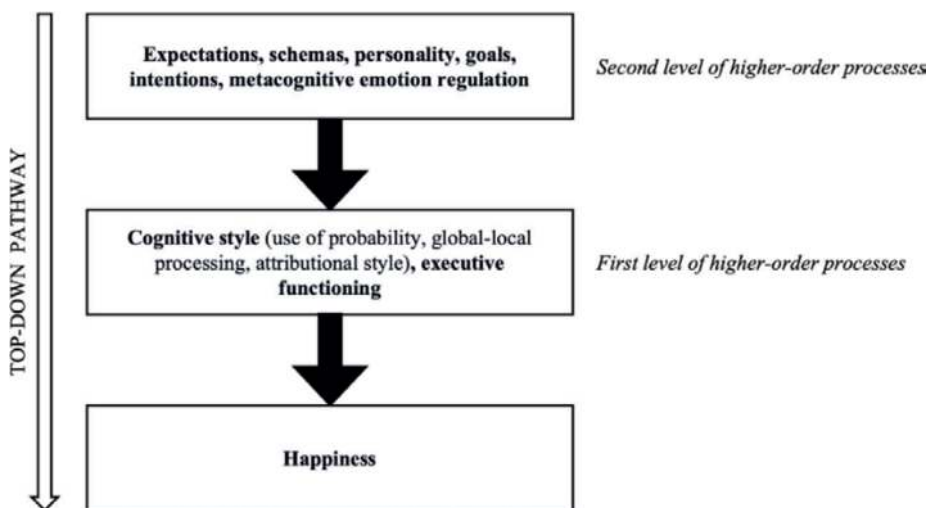 Expectations, schemas, personality, goals,
intentions, metacognitive emotion regulation
Second level of higher-order processes
Cognitive style (use of probability, global-local
processing, attributional style), executive
functioning
First level of higher-order processes
Happiness
TOP-DOWN PATHWAY